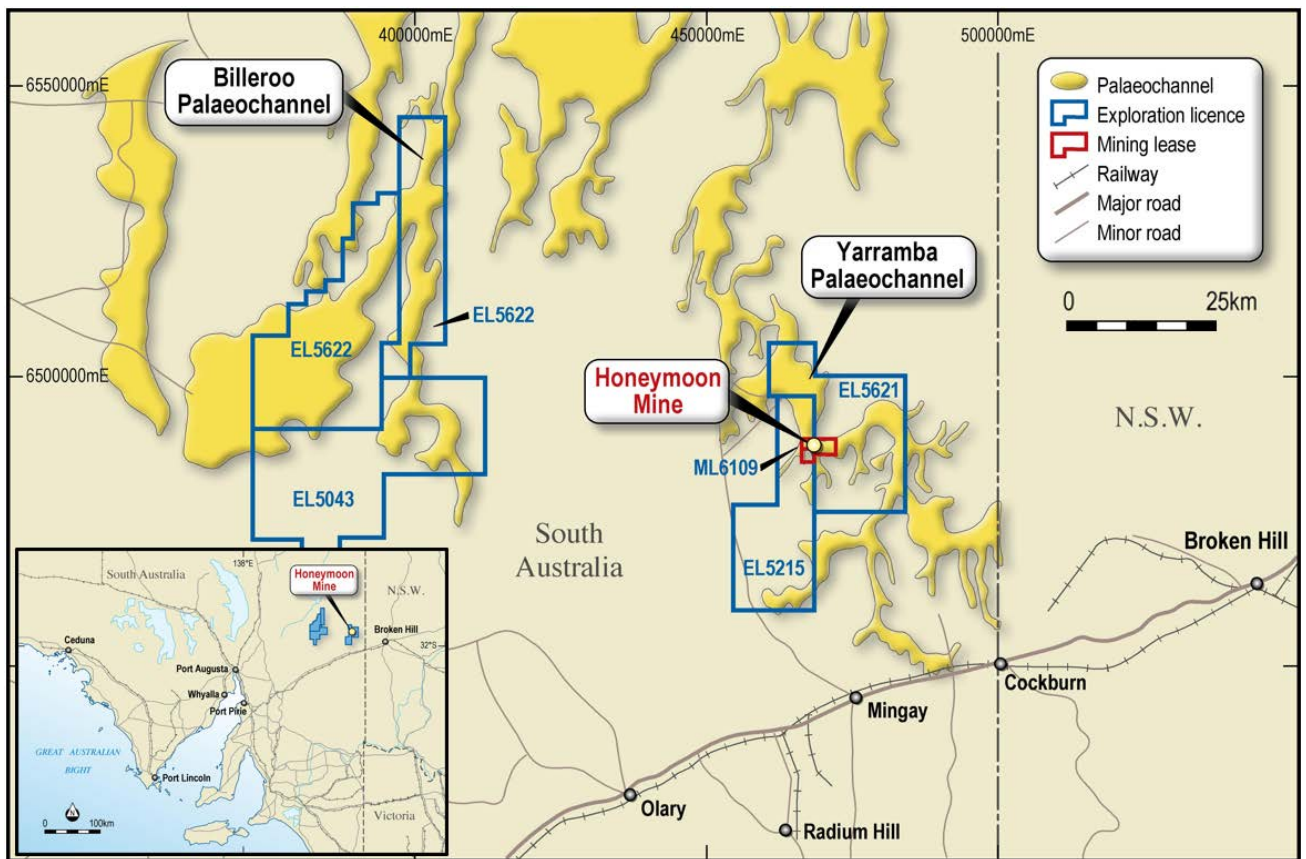 400000mE
450000mE
500000mE
6550000mE
6500000mE
Billeroo
Palaeochannel
Palaeochannel
Exploration licence
Mining lease
Railway
Major road
Minor road
0
25km
Yarramba
Palaeochannel
EL5622
EL5622
Honeymoon
Mine
EL5621
ML6109
N.S.W.
EL5043
South
Australia
EL5215
Broken Hill
Cockburn
Mingay
Olary
Radium Hill
138°E
South Australia
Honeymoon
Mine
N.S.W.
Broken Hill
32°S
Ceduna
Port Augusta
Whyalla
Port Pirie
GREAT AUSTRALIAN
BIGHT
Port Lincoln
N
0
100km
Victoria